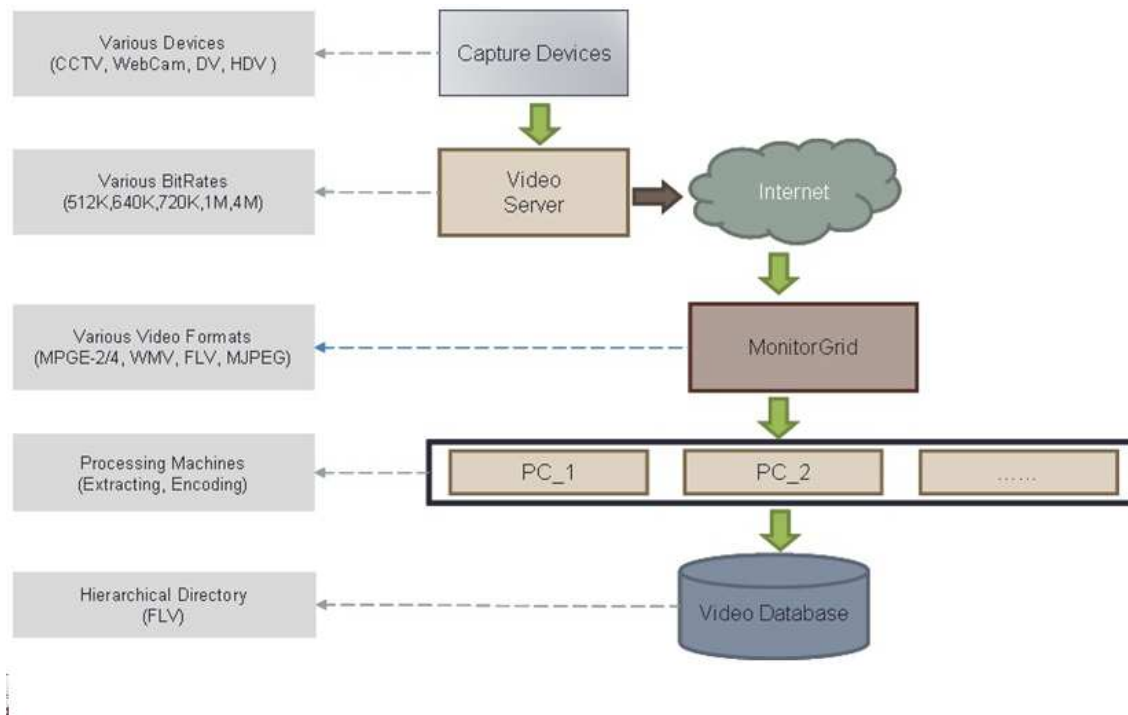 Various Devices
(CCTV, WebCam, DV, HDV )
Capture Devices
Various BitRates
(512K,640K,720K,1M,4M)
Video
Server
Internet
Various Video Formats
(MPGE-2/4, WMV, FLV, MJPEG)
MonitorGrid
Processing Machines
(Extracting, Encoding)
PC_1
PC_2
......
Hierarchical Directory
(FLV)
Video Database